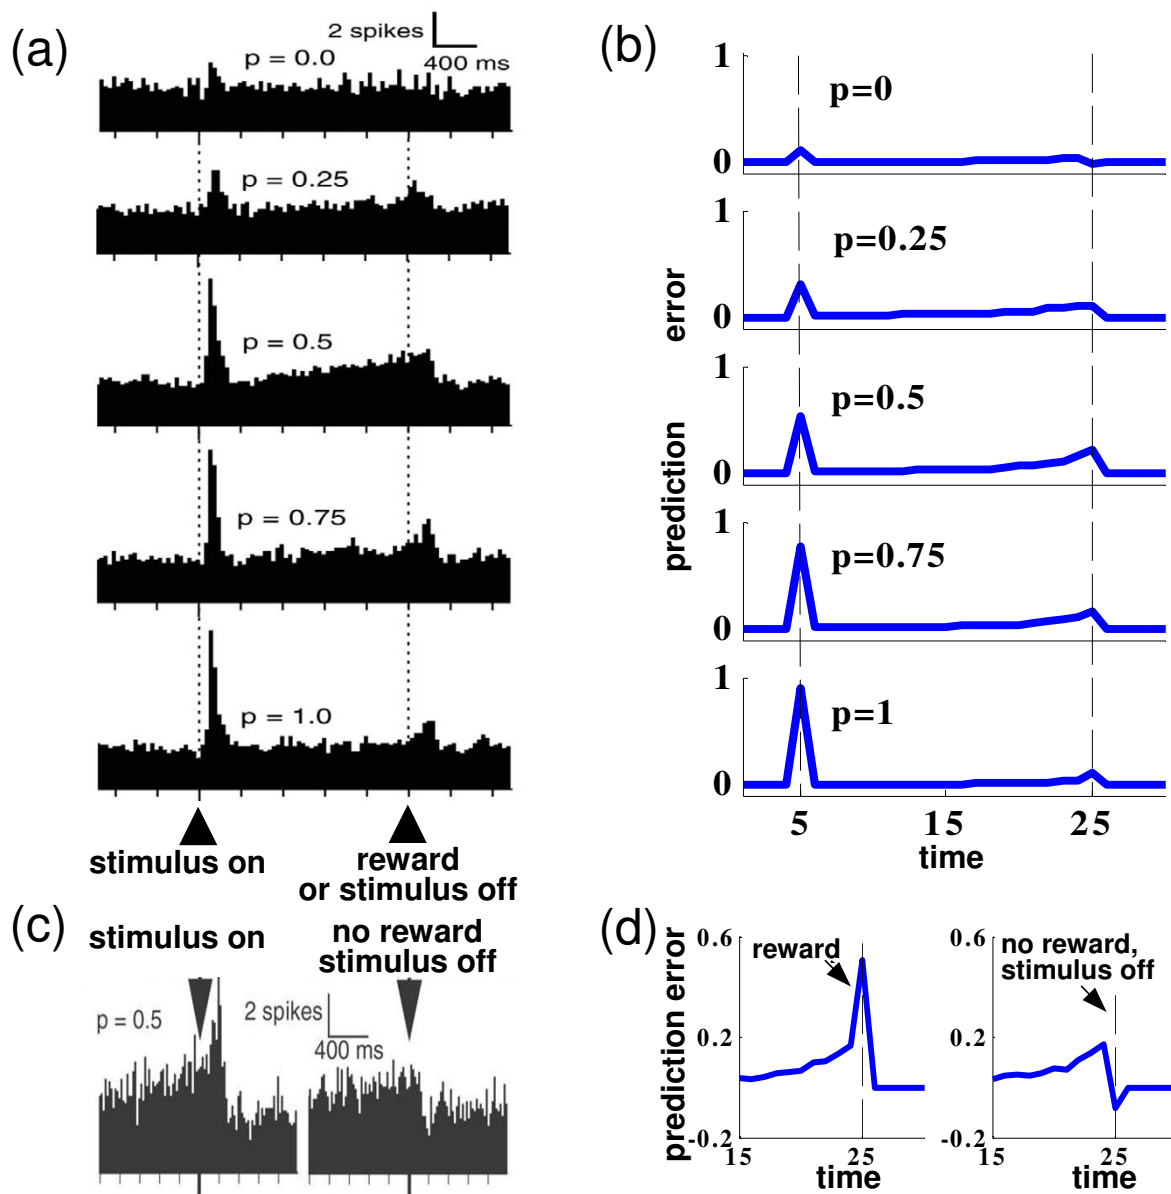 (a)
2 spikes
400 ms
p = 0.0
p = 0.25
p = 0.5
p = 0.75
p = 1.0
stimulus on
reward
or stimulus off
(b)
prediction error
1
0
p=0
1
0
p=0.25
1
0
p=0.5
1
0
p=0.75
1
0
p=1
5 15 25
time
(c)
stimulus on
no reward
stimulus off
p = 0.5
2 spikes
400 ms
(d)
prediction error
0.6
0.2
-0.2
reward
15 25
time
0.6
0.2
-0.2
no reward,
stimulus off
15 25
time